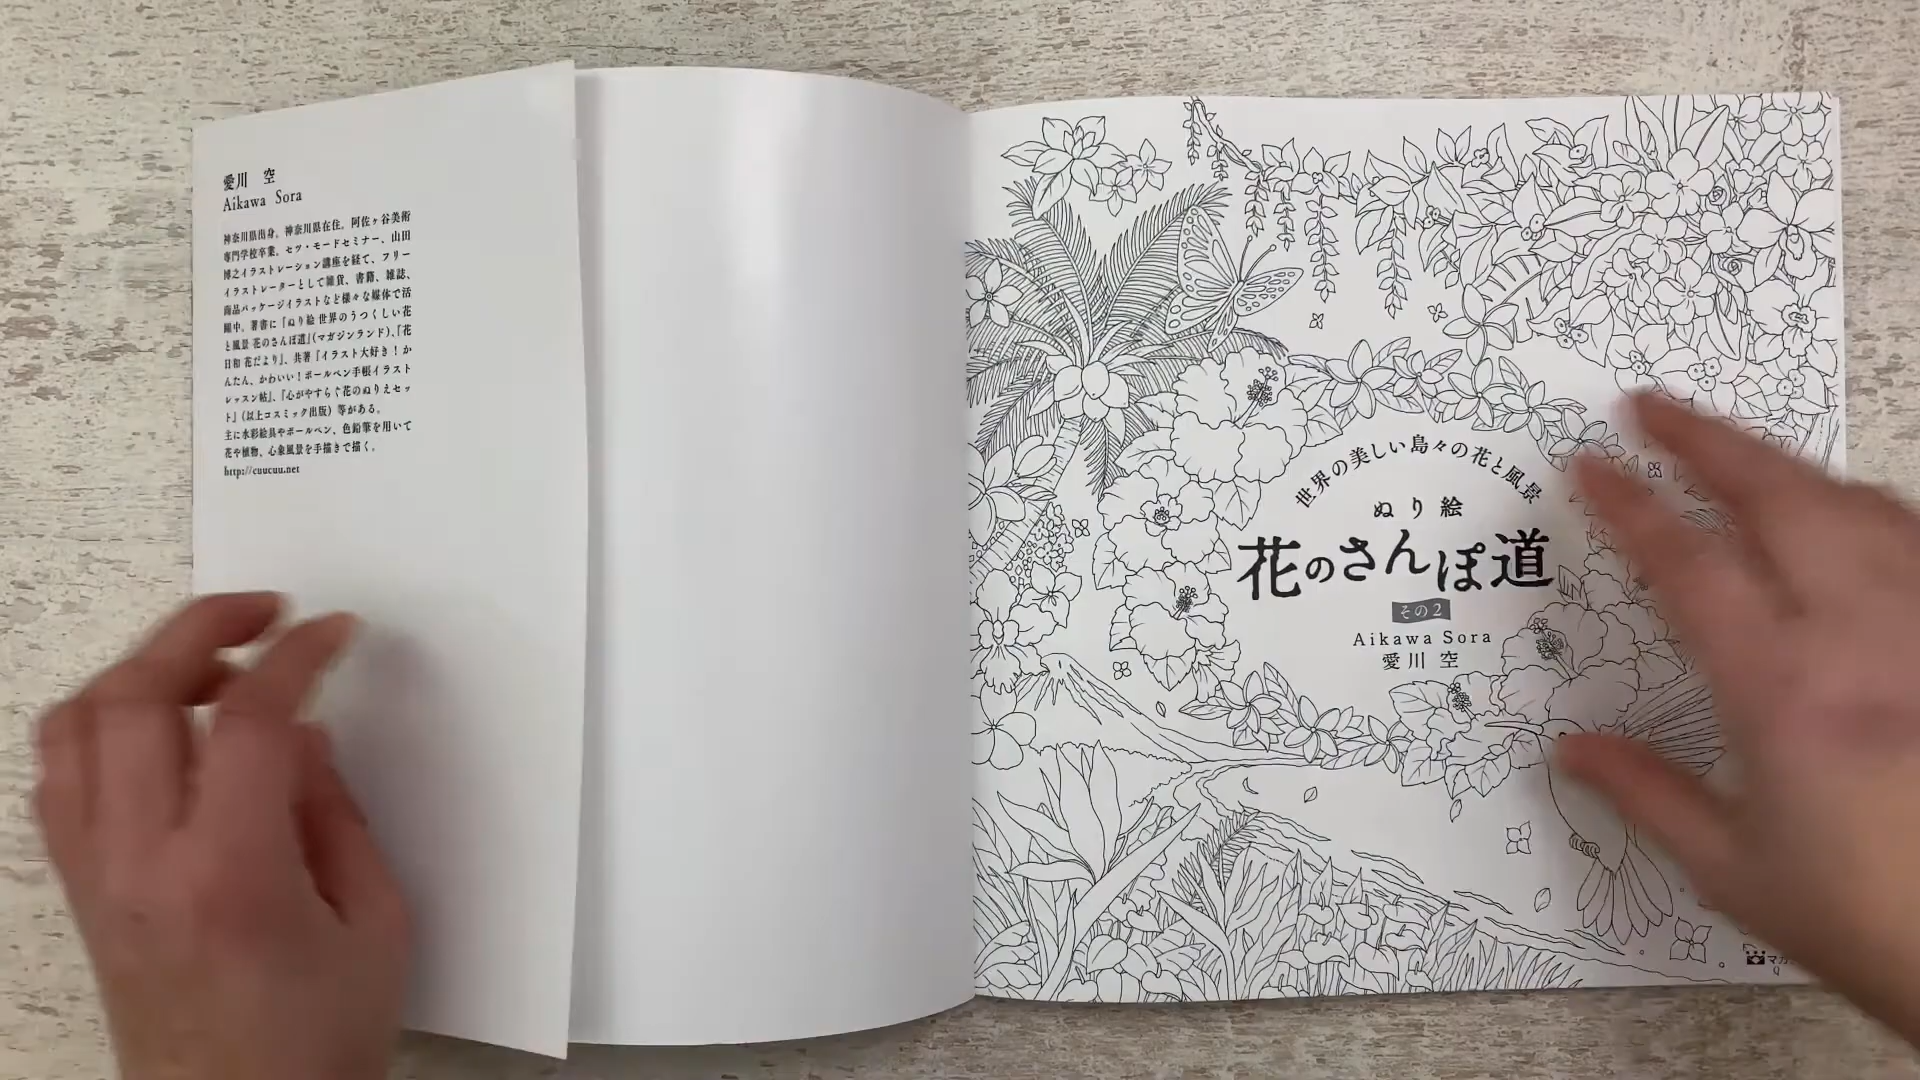 愛川 空
Aikawa Sora
神奈川県出身。神奈川県在住。阿佐ヶ谷美術
専門学校卒業。セツ・モードセミナー、山田
博之イラストレーション講座を経て、フリー
イラストレーターとして雑貨、書籍、雑誌、
商品パッケージイラストなど様々な媒体で活
躍中。著書に『ぬり絵 世界のうつくしい花
と風景 花のさんぽ道』（マガジンランド）、『花
日和 花だより』、共著『イラスト大好き！か
んたん、かわいい！ボールペン手帳イラスト
レッスン帖』、『心がやすらぐ花のぬりえセッ
ト』（以上コスミック出版）等がある。
主に水彩絵具やボールペン、色鉛筆を用いて
花や植物、心象風景を手描きで描く。
http://cuucuu.net
世界の美しい島々の花と風景
ぬり絵
花のさんぽ道
その2
Aikawa Sora
愛川 空